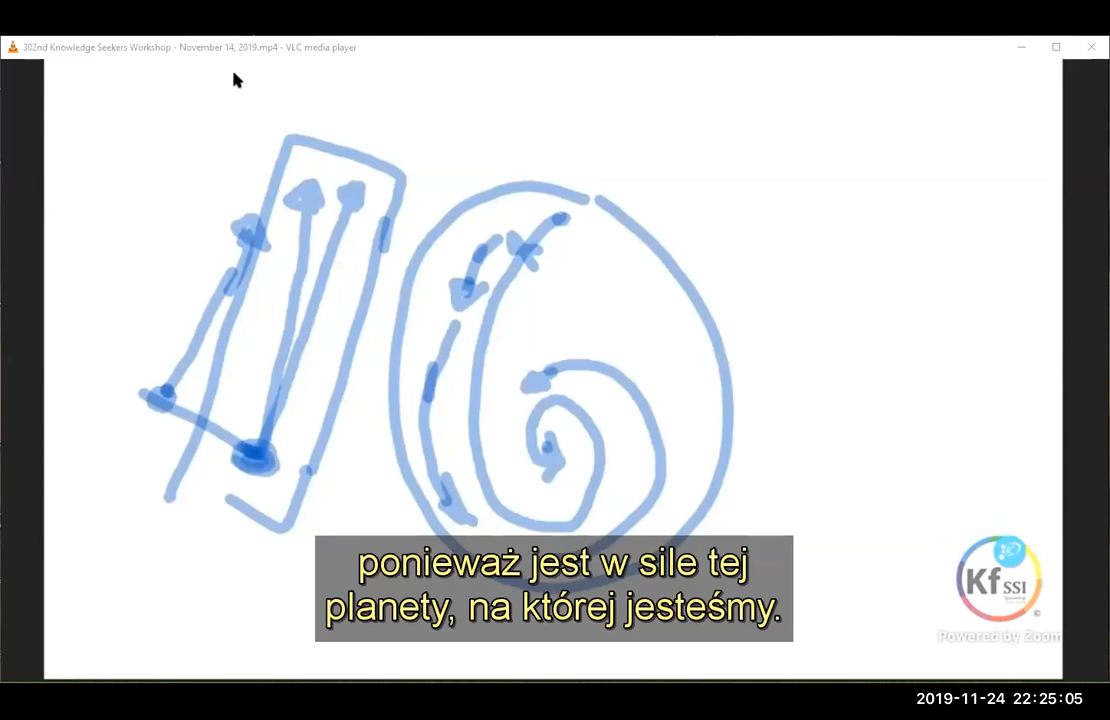 302nd Knowledge Seekers Workshop - November 14, 2019.mp4 - VLC media player
ponieważ jest w sile tej
planety, na której jesteśmy.
Kf SSI
©
Powered by Zoom
2019-11-24 22:25:05